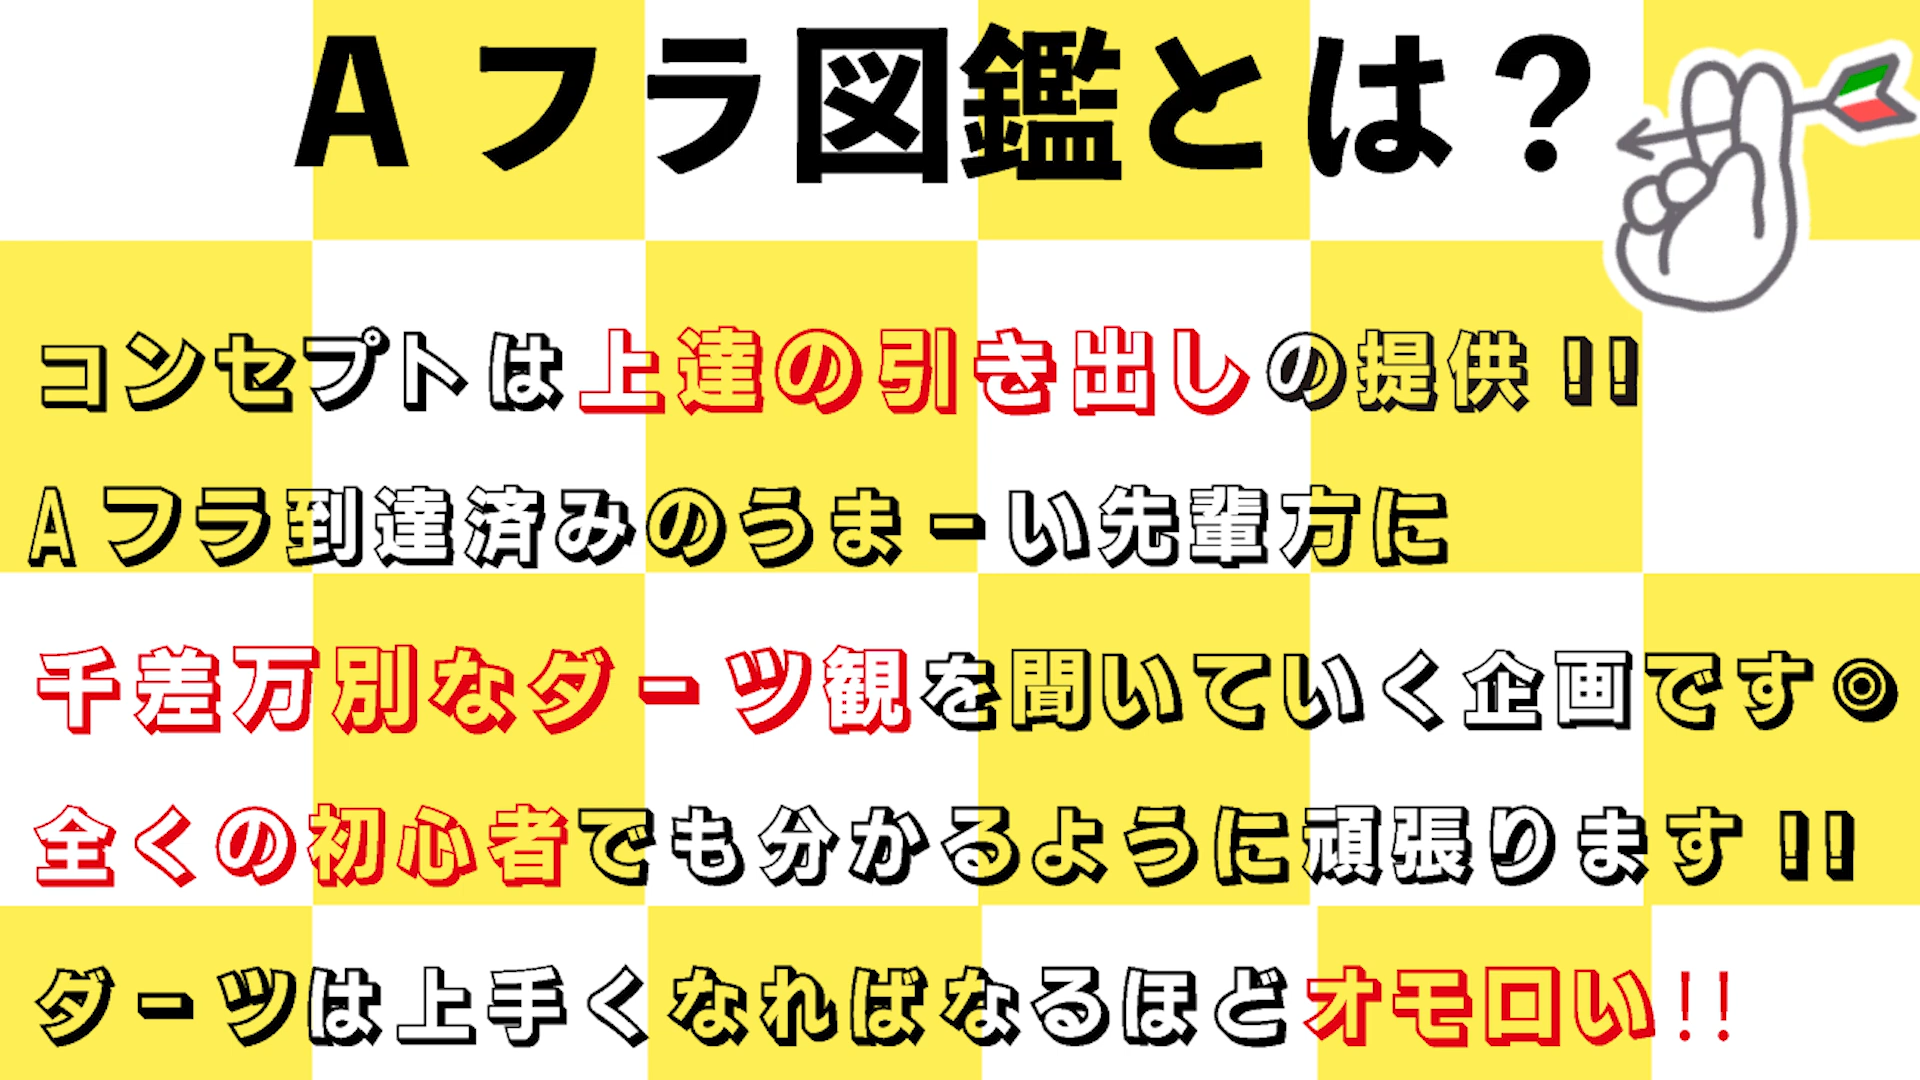 Aフラ図鑑とは？
コンセプトは上達の引き出しの提供!!
Aフラ到達済みのうまーい先輩方に
千差万別なダーツ観を聞いていく企画です◎
全くの初心者でも分かるように頑張ります!!
ダーツは上手くなればなるほどオモロい!!